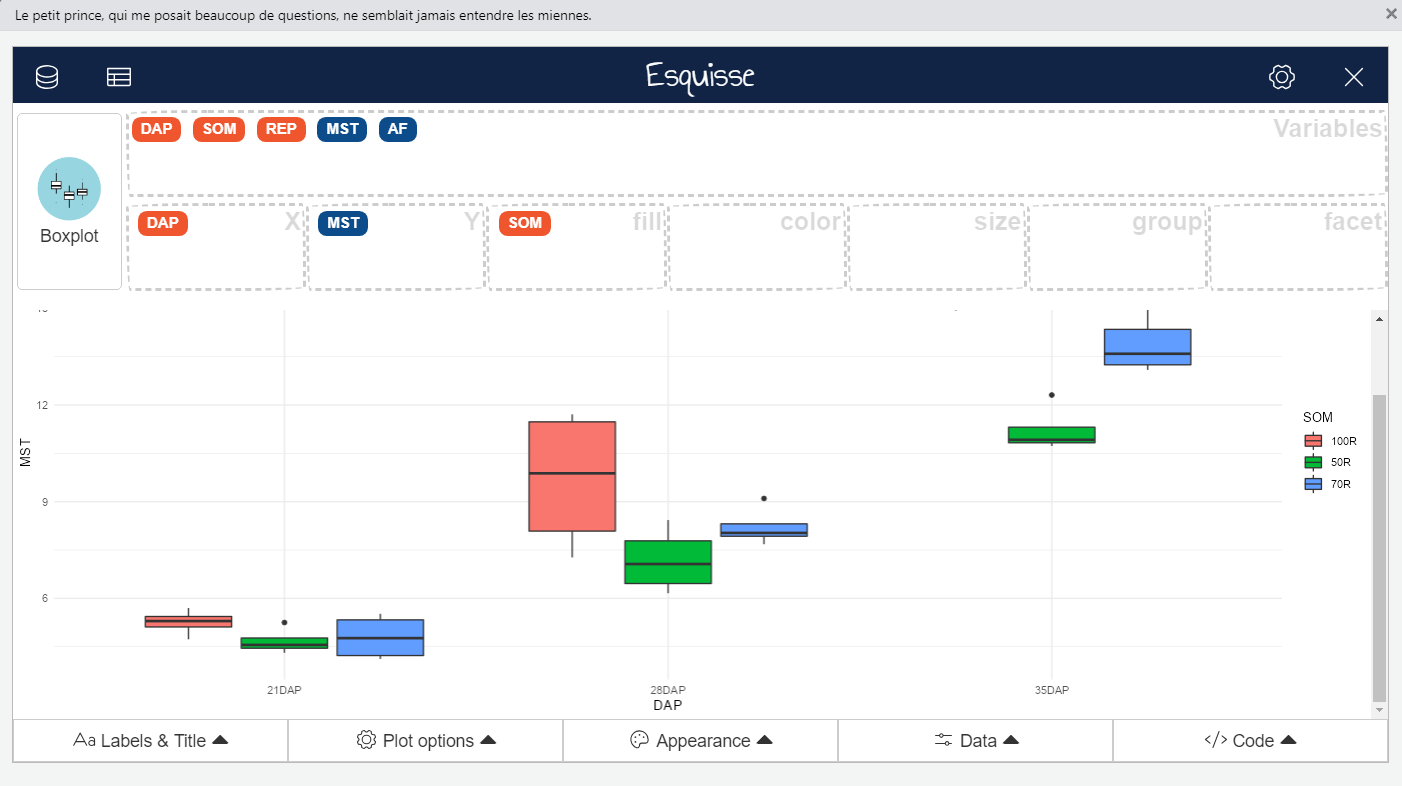 Le petit prince, qui me posait beaucoup de questions, ne semblait jamais entendre les miennes.
Esquisse
DAP SOM REP MST AF Variables
Boxplot
DAP X MST Y SOM fill color size group facet
12
9
6
MST
21DAP 28DAP 35DAP
DAP
SOM
100R
50R
70R
Aa Labels & Title Plot options Appearance Data </> Code